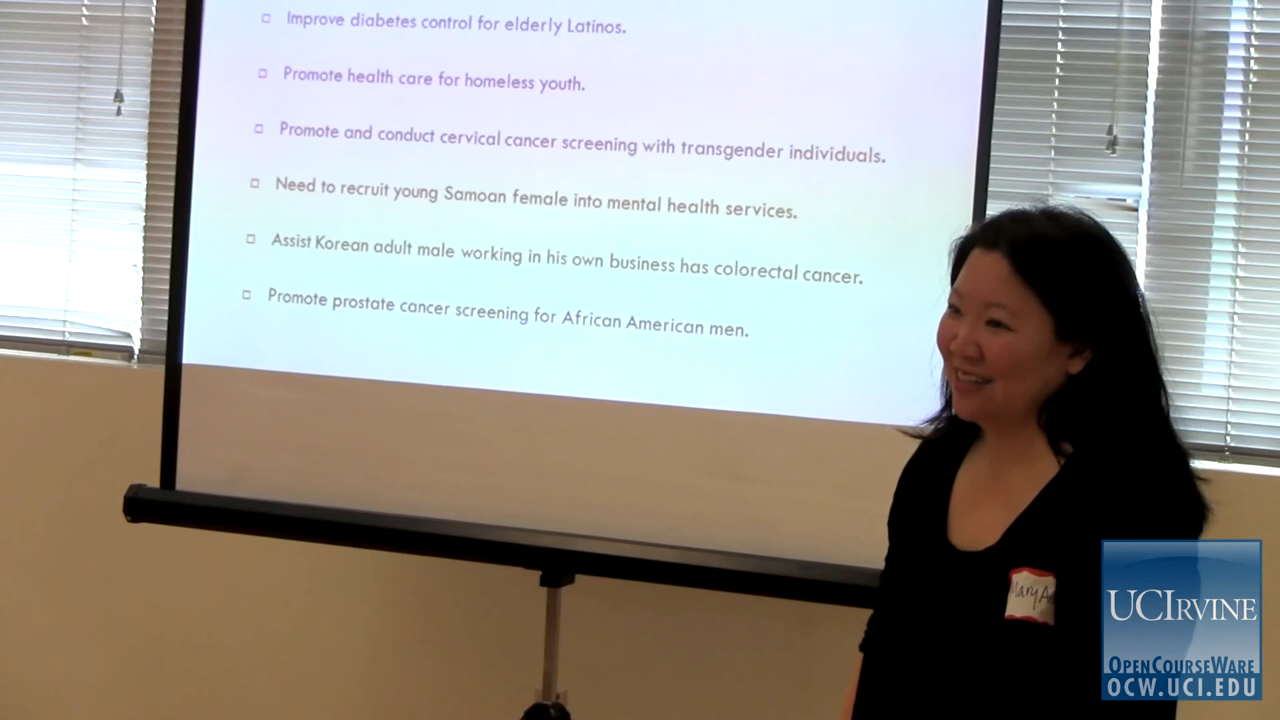 Improve diabetes control for elderly Latinos.
Promote health care for homeless youth.
Promote and conduct cervical cancer screening with transgender individuals.
Need to recruit young Samoan female into mental health services.
Assist Korean adult male working in his own business has colorectal cancer.
Promote prostate cancer screening for African American men.
Mary A
UCIRVINE
OPENCOURSEWARE
OCW.UCI.EDU